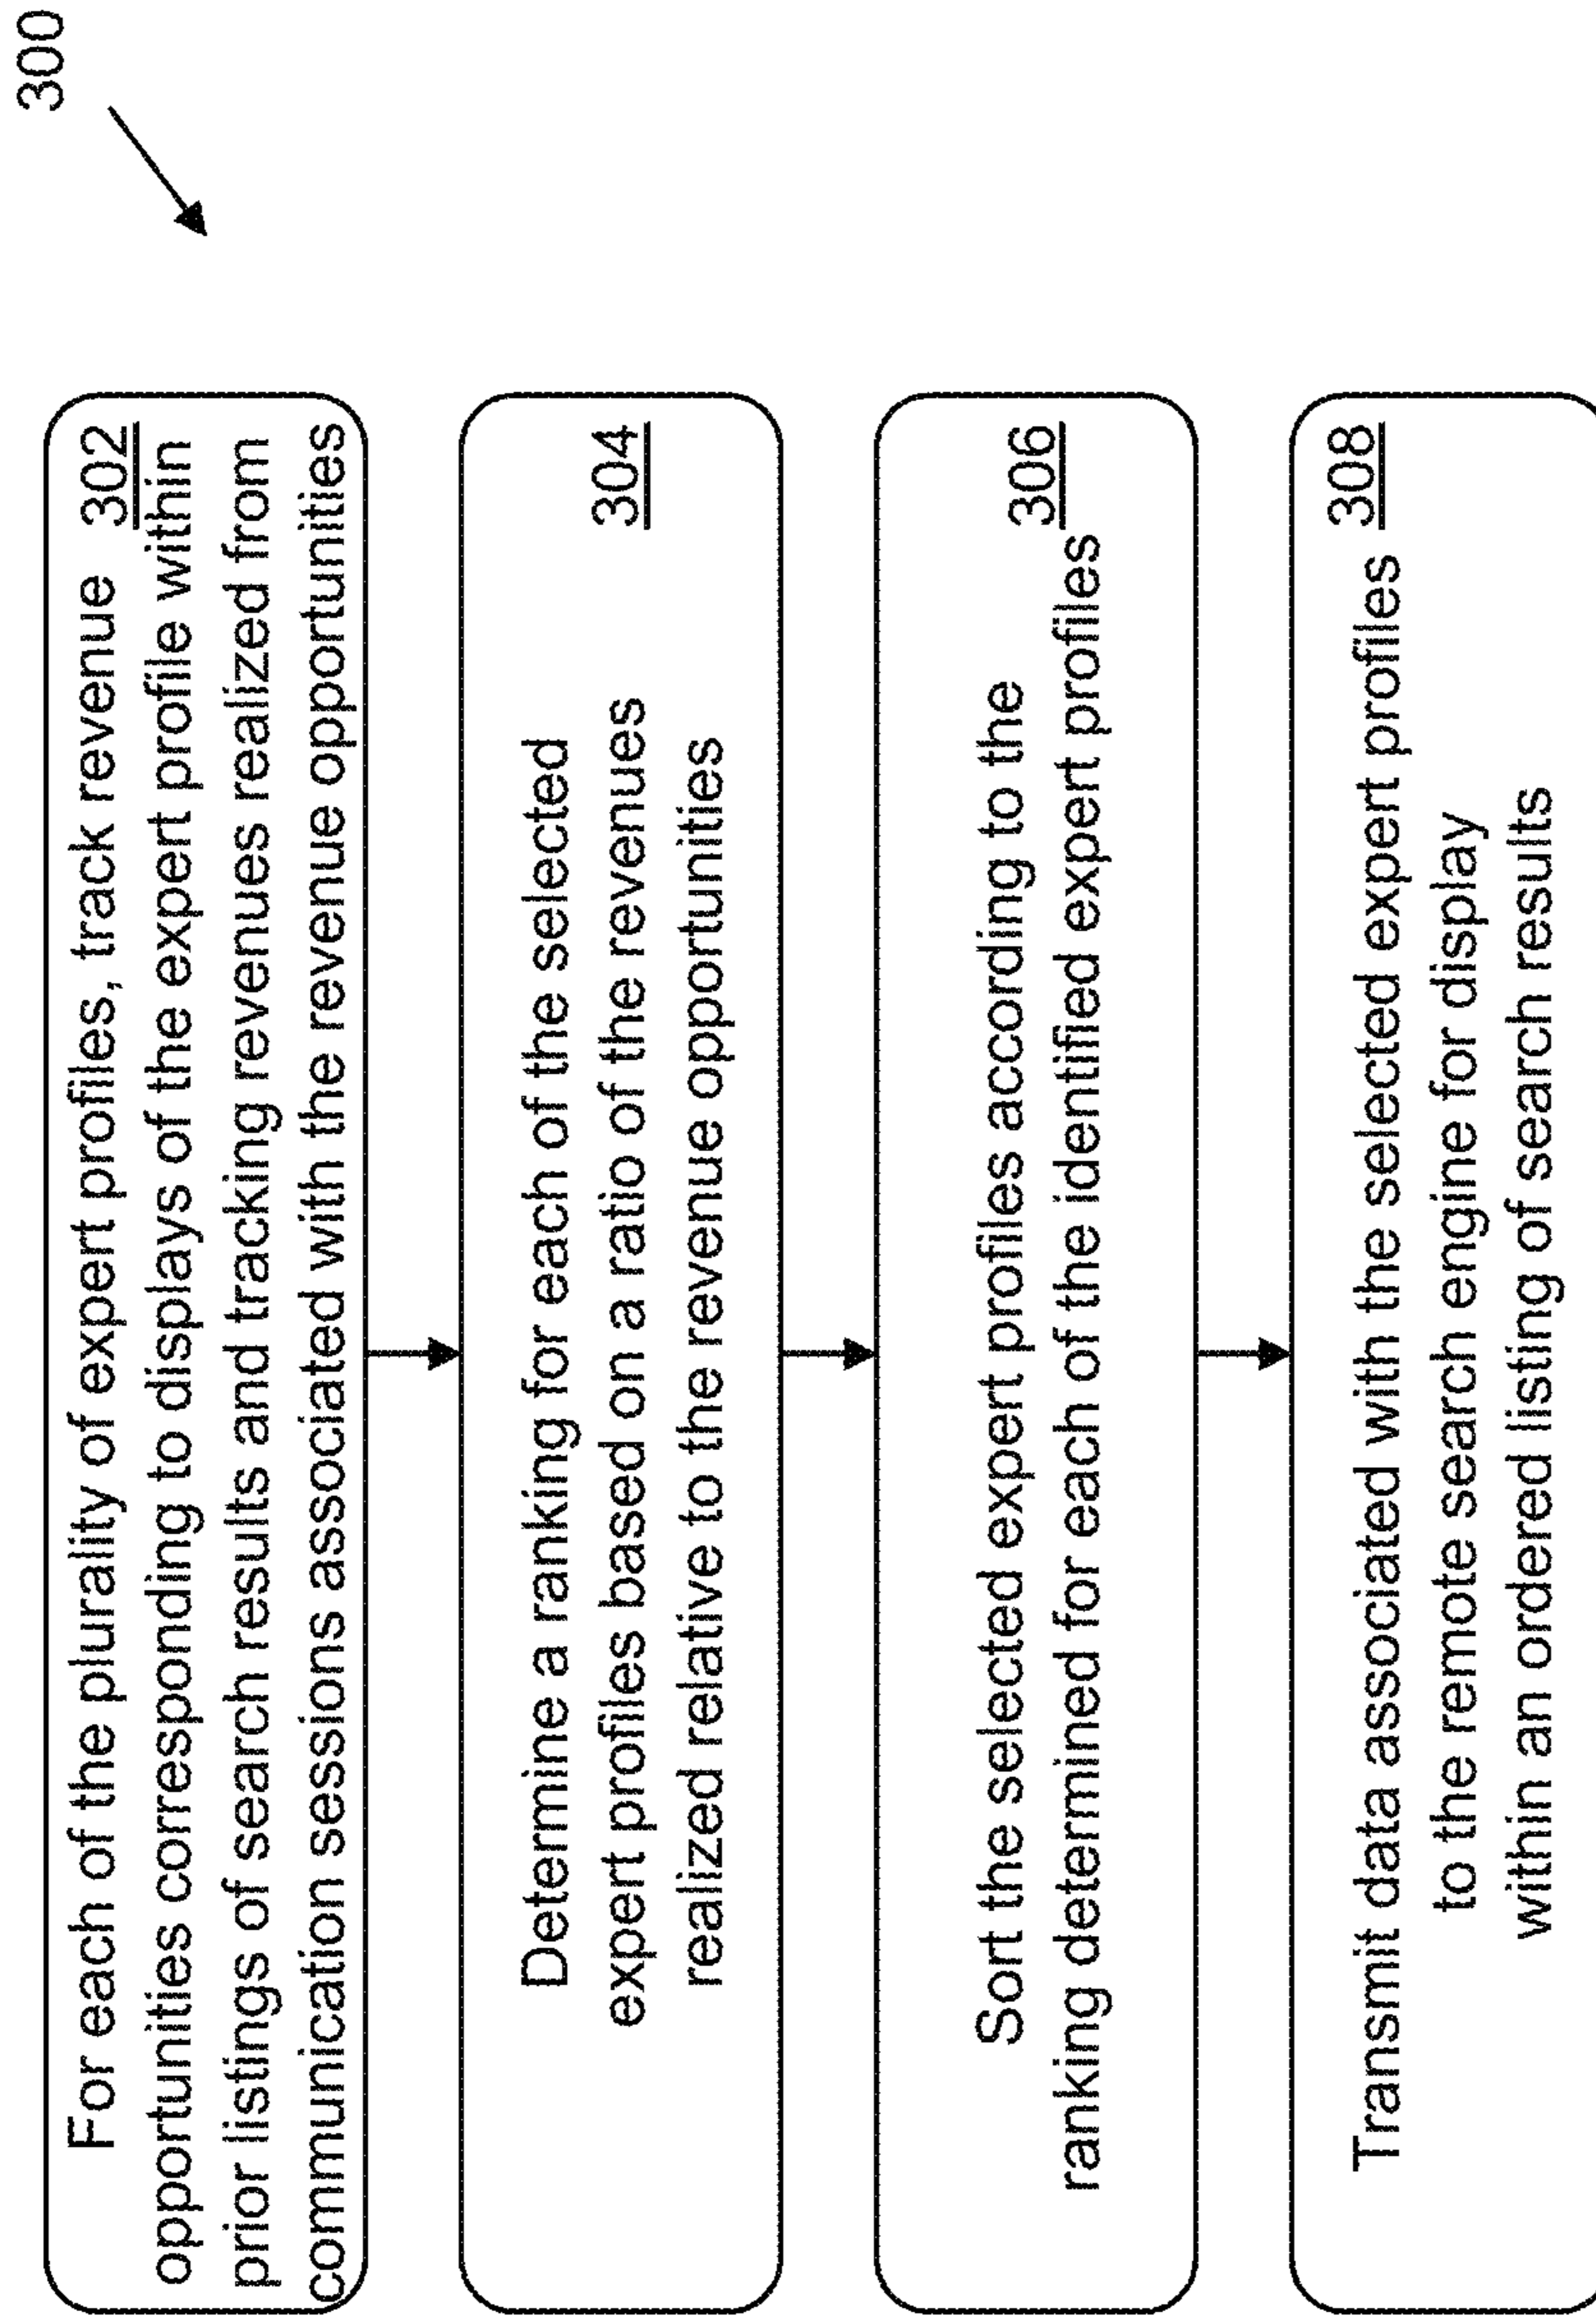 300
For each of the plurality of expert profiles, track revenue 302
opportunities corresponding to displays of the expert profile within
prior listings of search results and tracking revenues realized from
communication sessions associated with the revenue opportunities
304
Determine a ranking for each of the selected
expert profiles based on a ratio of the revenues
realized relative to the revenue opportunities
306
Sort the selected expert profiles according to the
ranking determined for each of the identified expert profiles
308
Transmit data associated with the selected expert profiles
to the remote search engine for display
within an ordered listing of search results